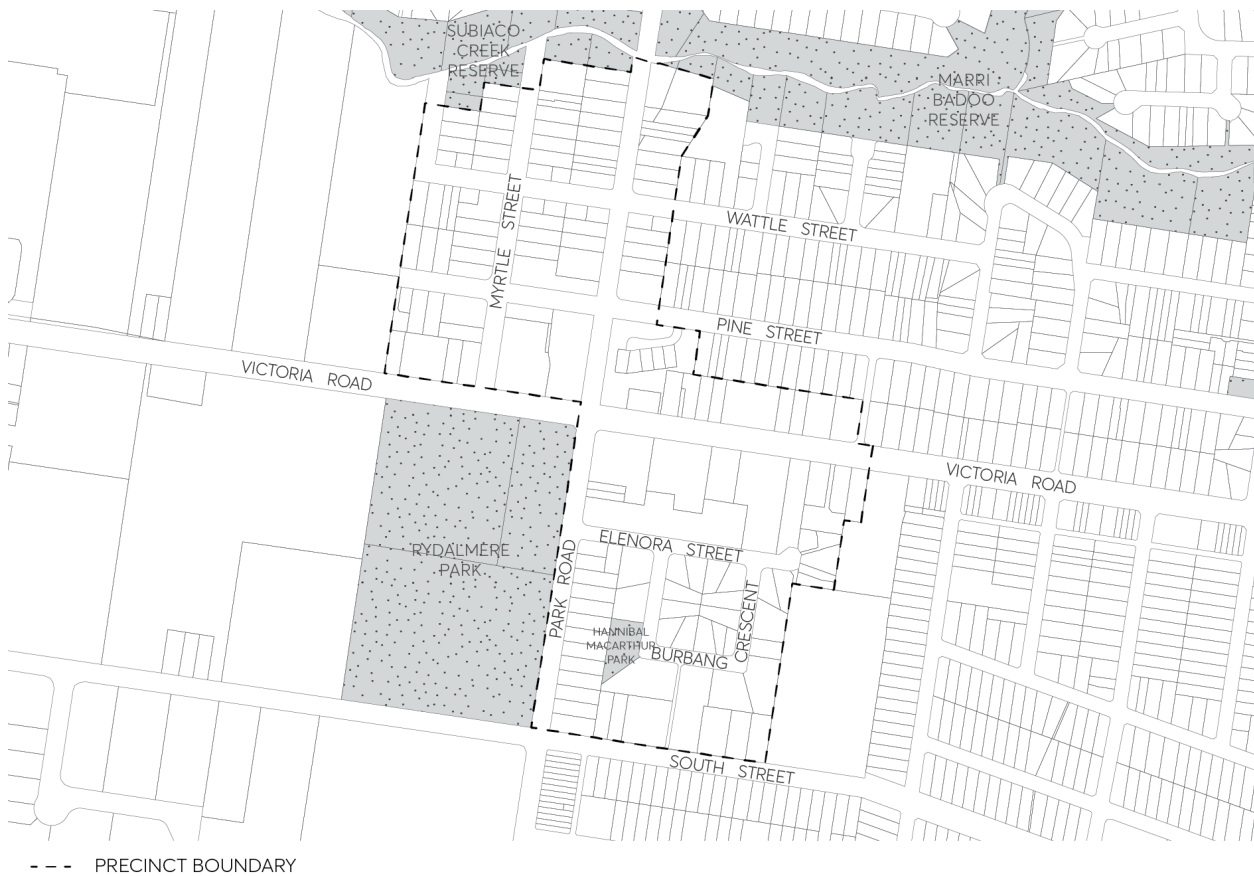 SUBIACO
CREEK
RESERVE
MARRI
BADOO
RESERVE
MYRTLE STREET
WATTLE STREET
PINE STREET
VICTORIA ROAD
VICTORIA ROAD
RYDALMERE
PARK
PARK ROAD
ELENORA STREET
HANNIBAL
MACARTHUR
PARK
BURBANG
CRESCENT
SOUTH STREET
PRECINCT BOUNDARY